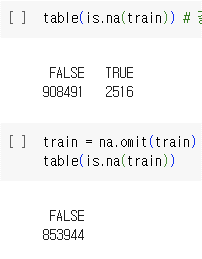 [ ] table(is.na(train)) #
FALSE TRUE
908491 2516
[ ] train = na.omit(train)
table(is.na(train))
FALSE
853944